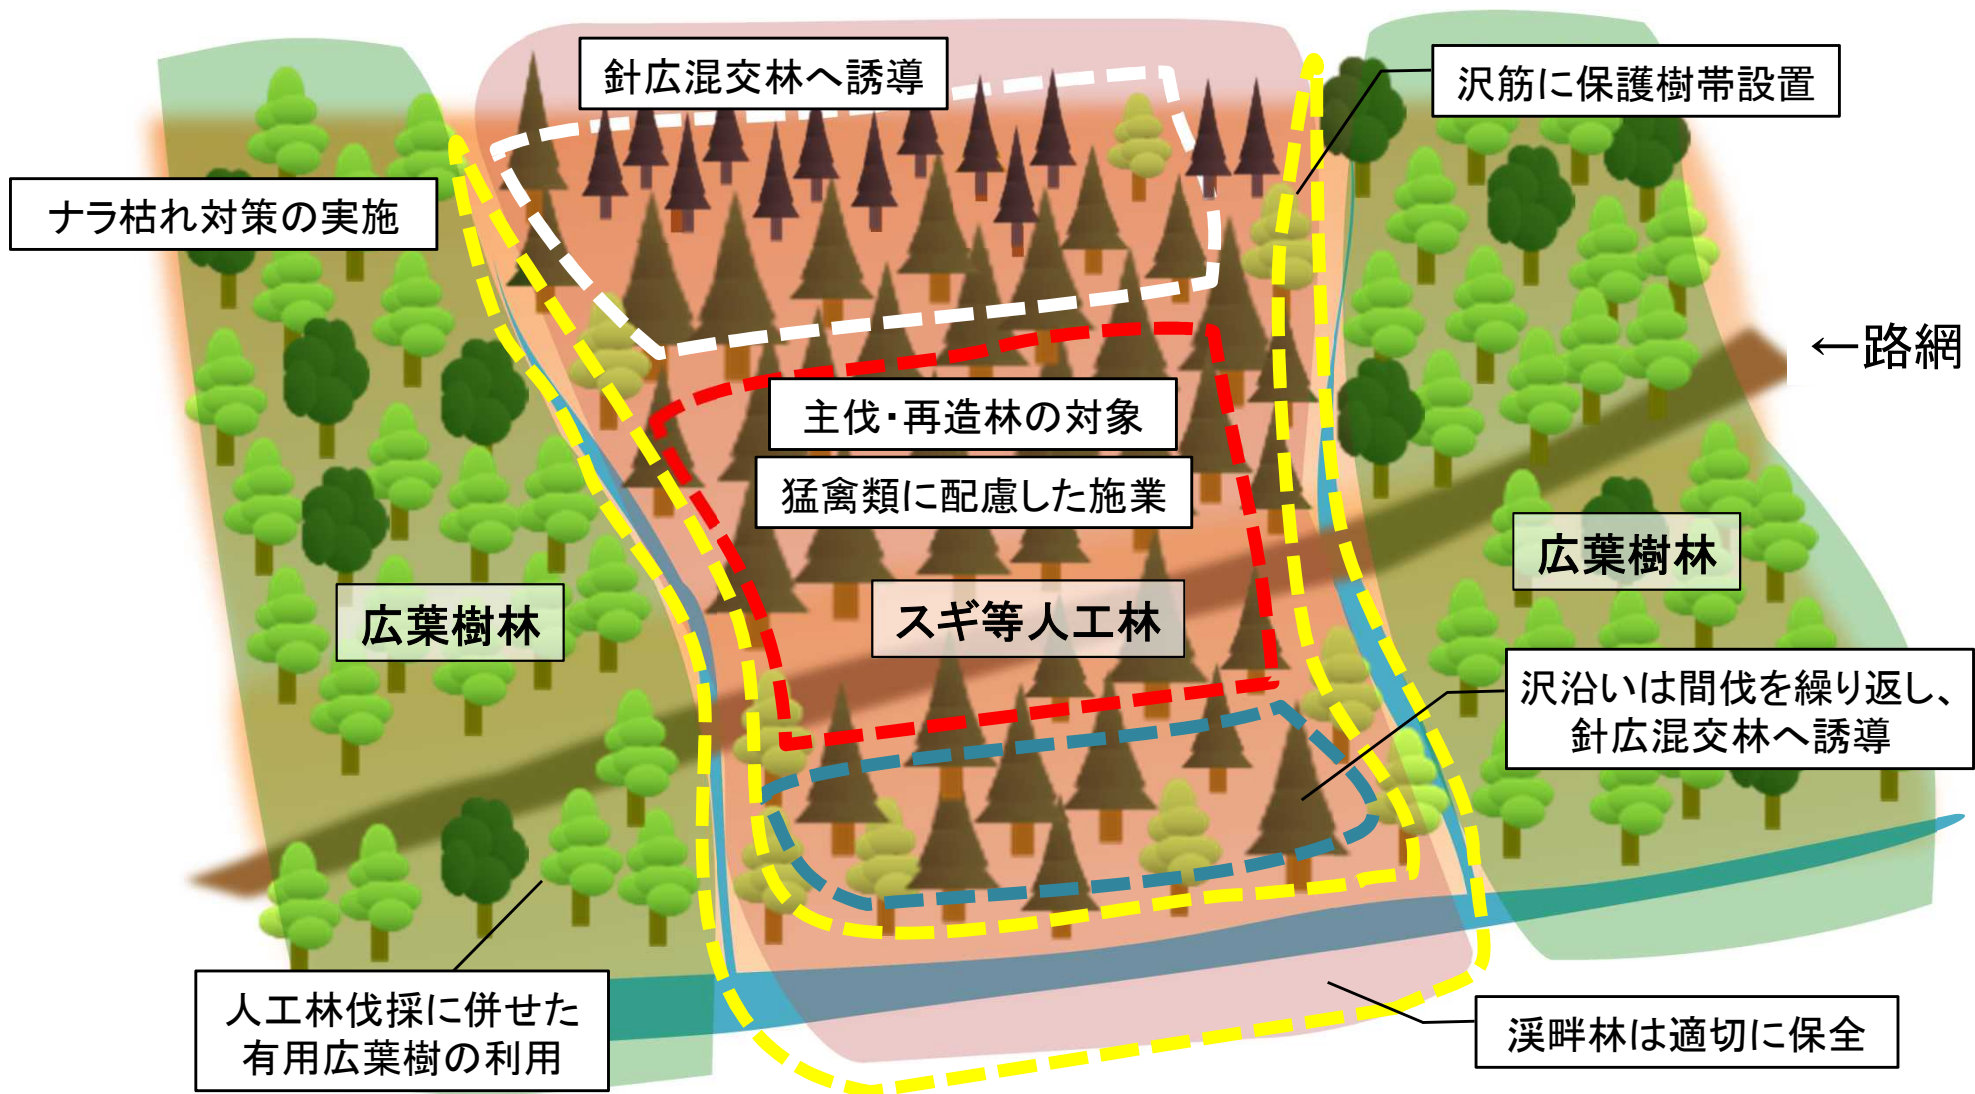 針広混交林へ誘導
沢筋に保護樹帯設置
ナラ枯れ対策の実施
←路網
主伐・再造林の対象
猛禽類に配慮した施業
広葉樹林
広葉樹林
スギ等人工林
沢沿いは間伐を繰り返し、
針広混交林へ誘導
人工林伐採に併せた
有用広葉樹の利用
渓畔林は適切に保全